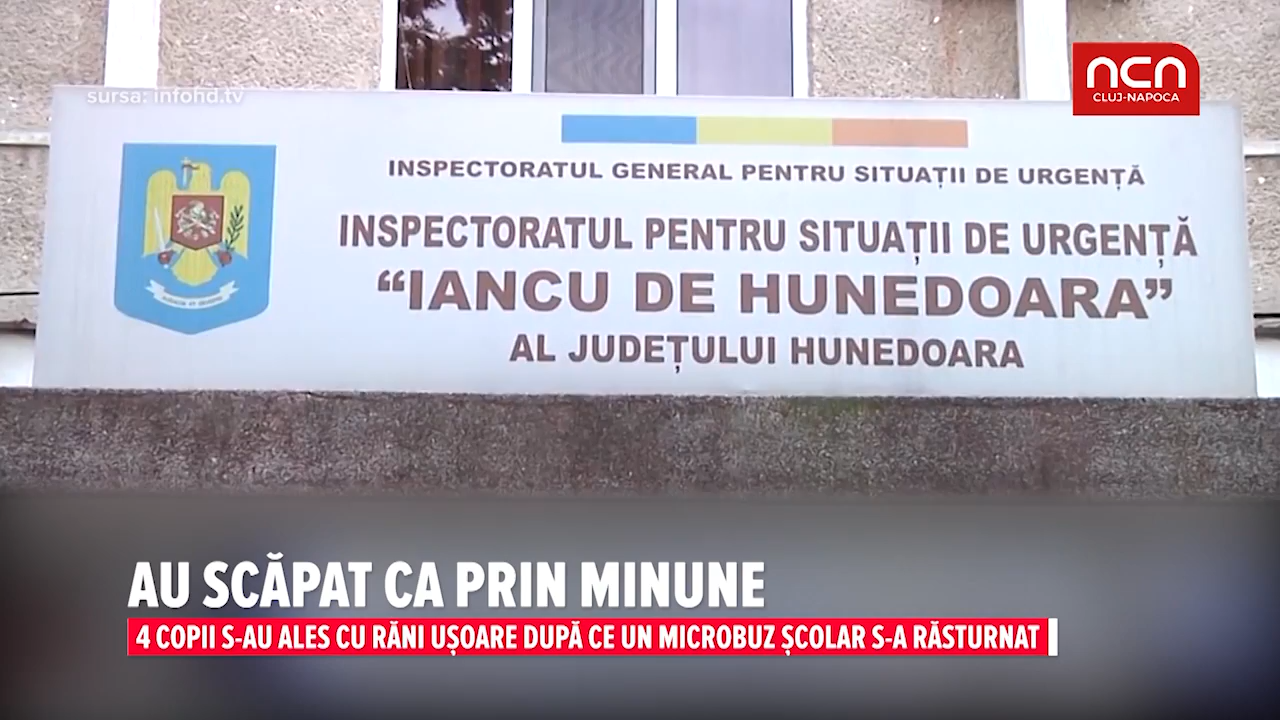 sursa: infohd.tv
ncn
CLUJ-NAPOCA
INSPECTORATUL GENERAL PENTRU SITUAȚII DE URGENȚĂ
INSPECTORATUL PENTRU SITUAȚII DE URGENȚĂ
“IANCU DE HUNEDOARA”
AL JUDEȚULUI HUNEDOARA
AU SCĂPAT CA PRIN MINUNE
4 COPII S-AU ALES CU RĂNI UȘOARE DUPĂ CE UN MICROBUZ ȘCOLAR S-A RĂSTURNAT